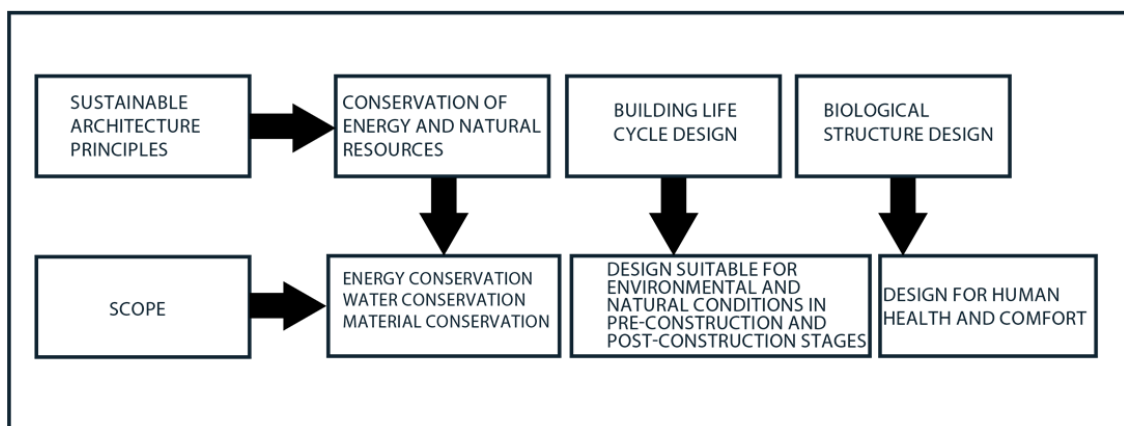 SUSTAINABLE
ARCHITECTURE
PRINCIPLES
CONSERVATION OF
ENERGY AND NATURAL
RESOURCES
BUILDING LIFE
CYCLE DESIGN
BIOLOGICAL
STRUCTURE DESIGN
SCOPE
ENERGY CONSERVATION
WATER CONSERVATION
MATERIAL CONSERVATION
DESIGN SUITABLE FOR
ENVIRONMENTAL AND
NATURAL CONDITIONS IN
PRE-CONSTRUCTION AND
POST-CONSTRUCTION STAGES
DESIGN FOR HUMAN
HEALTH AND COMFORT